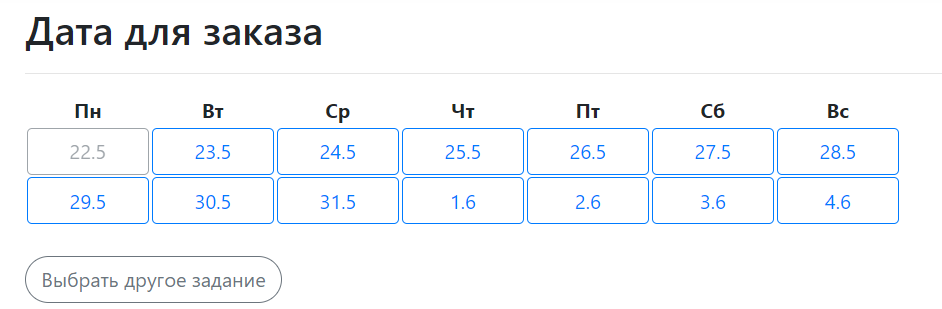 Дата для заказа
Пн Вт Ср Чт Пт Сб Вс
22.5 23.5 24.5 25.5 26.5 27.5 28.5
29.5 30.5 31.5 1.6 2.6 3.6 4.6
Выбрать другое задание